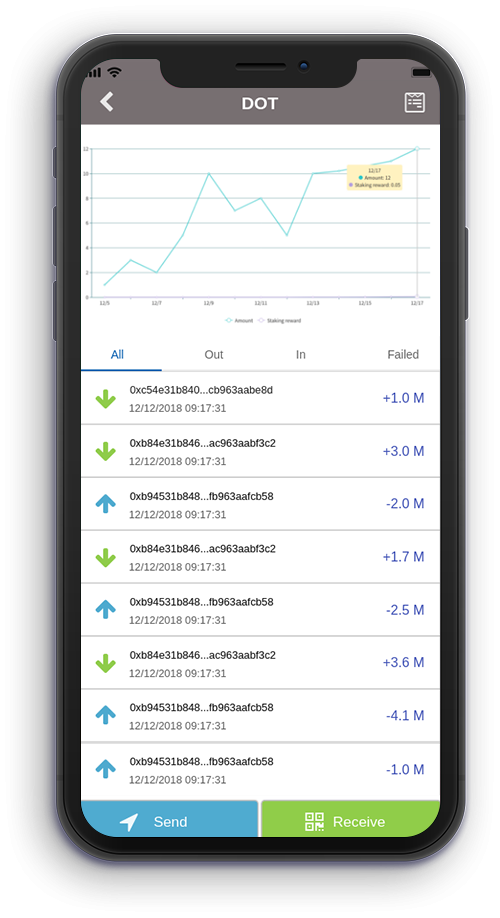 DOT
12
10
8
6
4
2
0
12/17
Amount: 12
Staking reward: 0.05
12/5 12/7 12/9 12/11 12/13 12/15 12/17
Amount Staking reward
All Out In Failed
0xc54e31b840...cb963aabe8d
12/12/2018 09:17:31
+1.0 M
0xb84e31b846...ac963aabf3c2
12/12/2018 09:17:31
+3.0 M
0xb94531b848...fb963aafcb58
12/12/2018 09:17:31
-2.0 M
0xb84e31b846...ac963aabf3c2
12/12/2018 09:17:31
+1.7 M
0xb94531b848...fb963aafcb58
12/12/2018 09:17:31
-2.5 M
0xb84e31b846...ac963aabf3c2
12/12/2018 09:17:31
+3.6 M
0xb94531b848...fb963aafcb58
12/12/2018 09:17:31
-4.1 M
0xb94531b848...fb963aafcb58
12/12/2018 09:17:31
-1.0 M
Send Receive